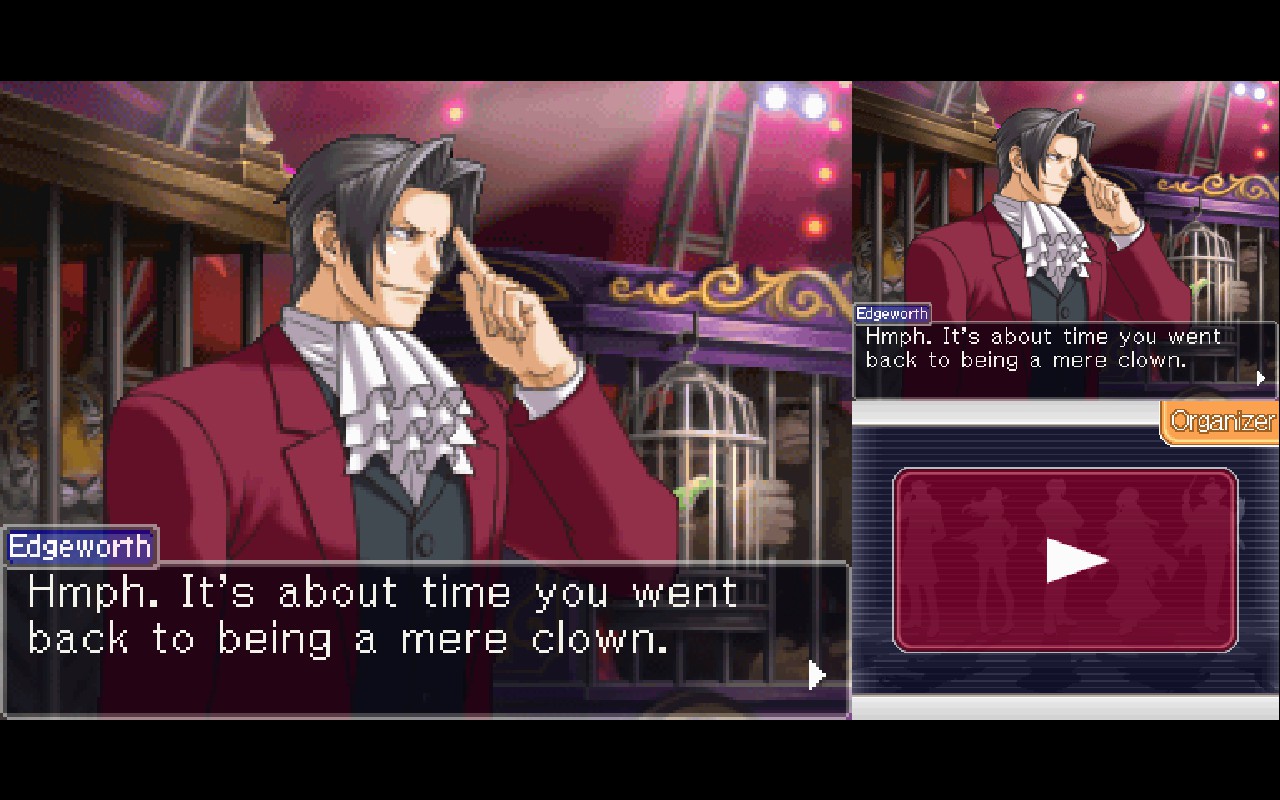 Edgeworth
Hmph. It's about time you went
back to being a mere clown.
Edgeworth
Hmph. It's about time you went
back to being a mere clown.
Organizer